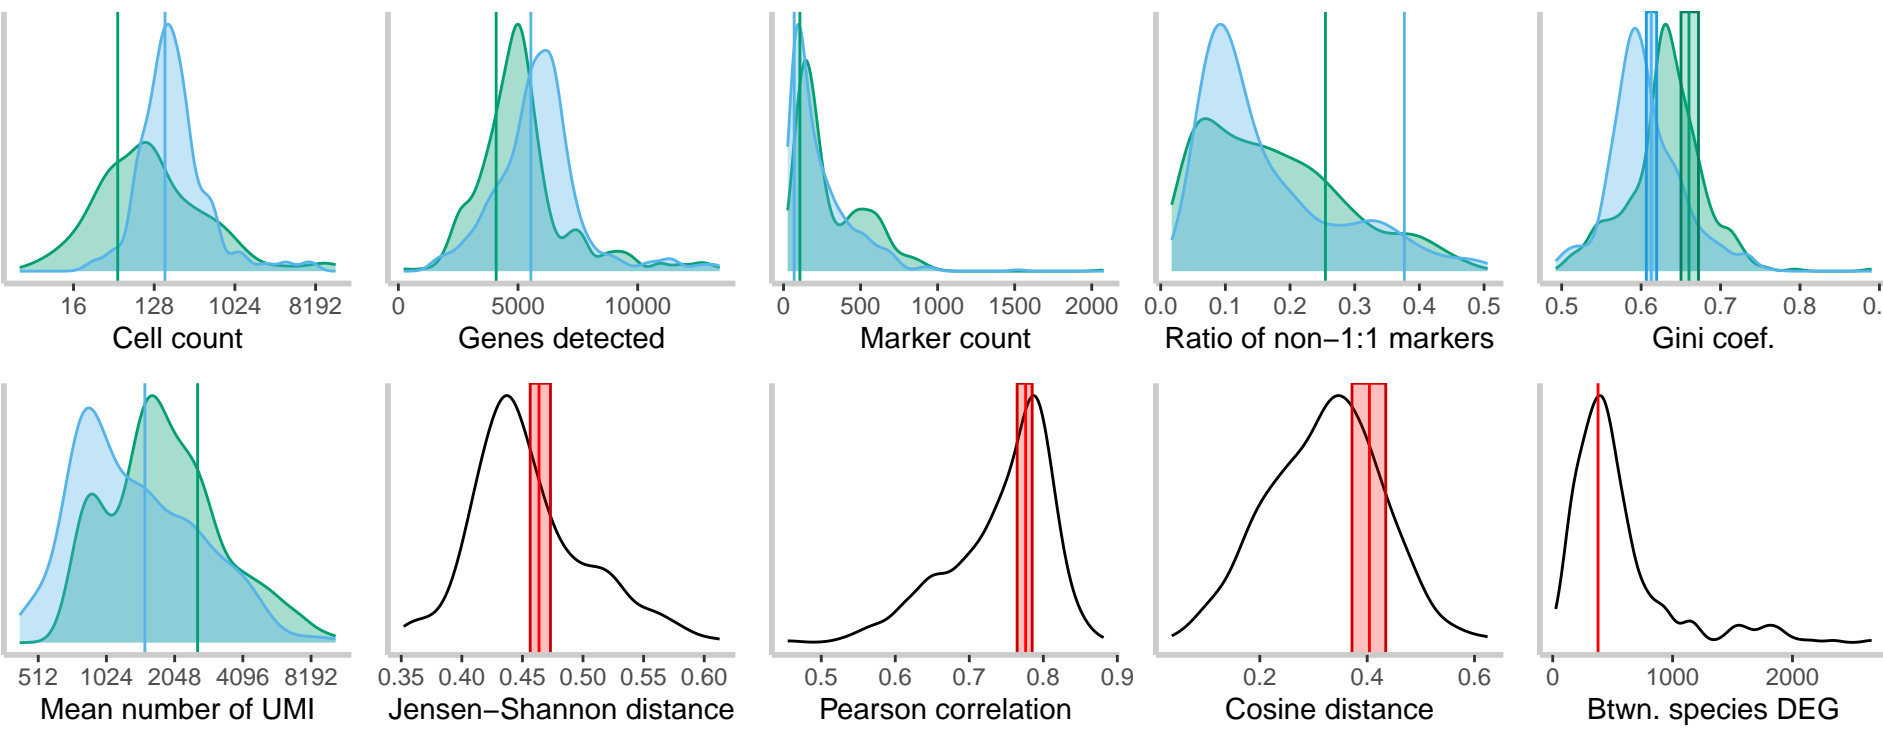 16 128 1024 8192
Cell count
0 5000 10000
Genes detected
0 500 1000 1500 2000
Marker count
0.0 0.1 0.2 0.3 0.4 0.5
Ratio of non−1:1 markers
0.5 0.6 0.7 0.8 0.
Gini coef.
512 1024 2048 4096 8192
Mean number of UMI
0.35 0.40 0.45 0.50 0.55 0.60
Jensen−Shannon distance
0.5 0.6 0.7 0.8 0.9
Pearson correlation
0.2 0.4 0.6
Cosine distance
0 1000 2000
Btwn. species DEG